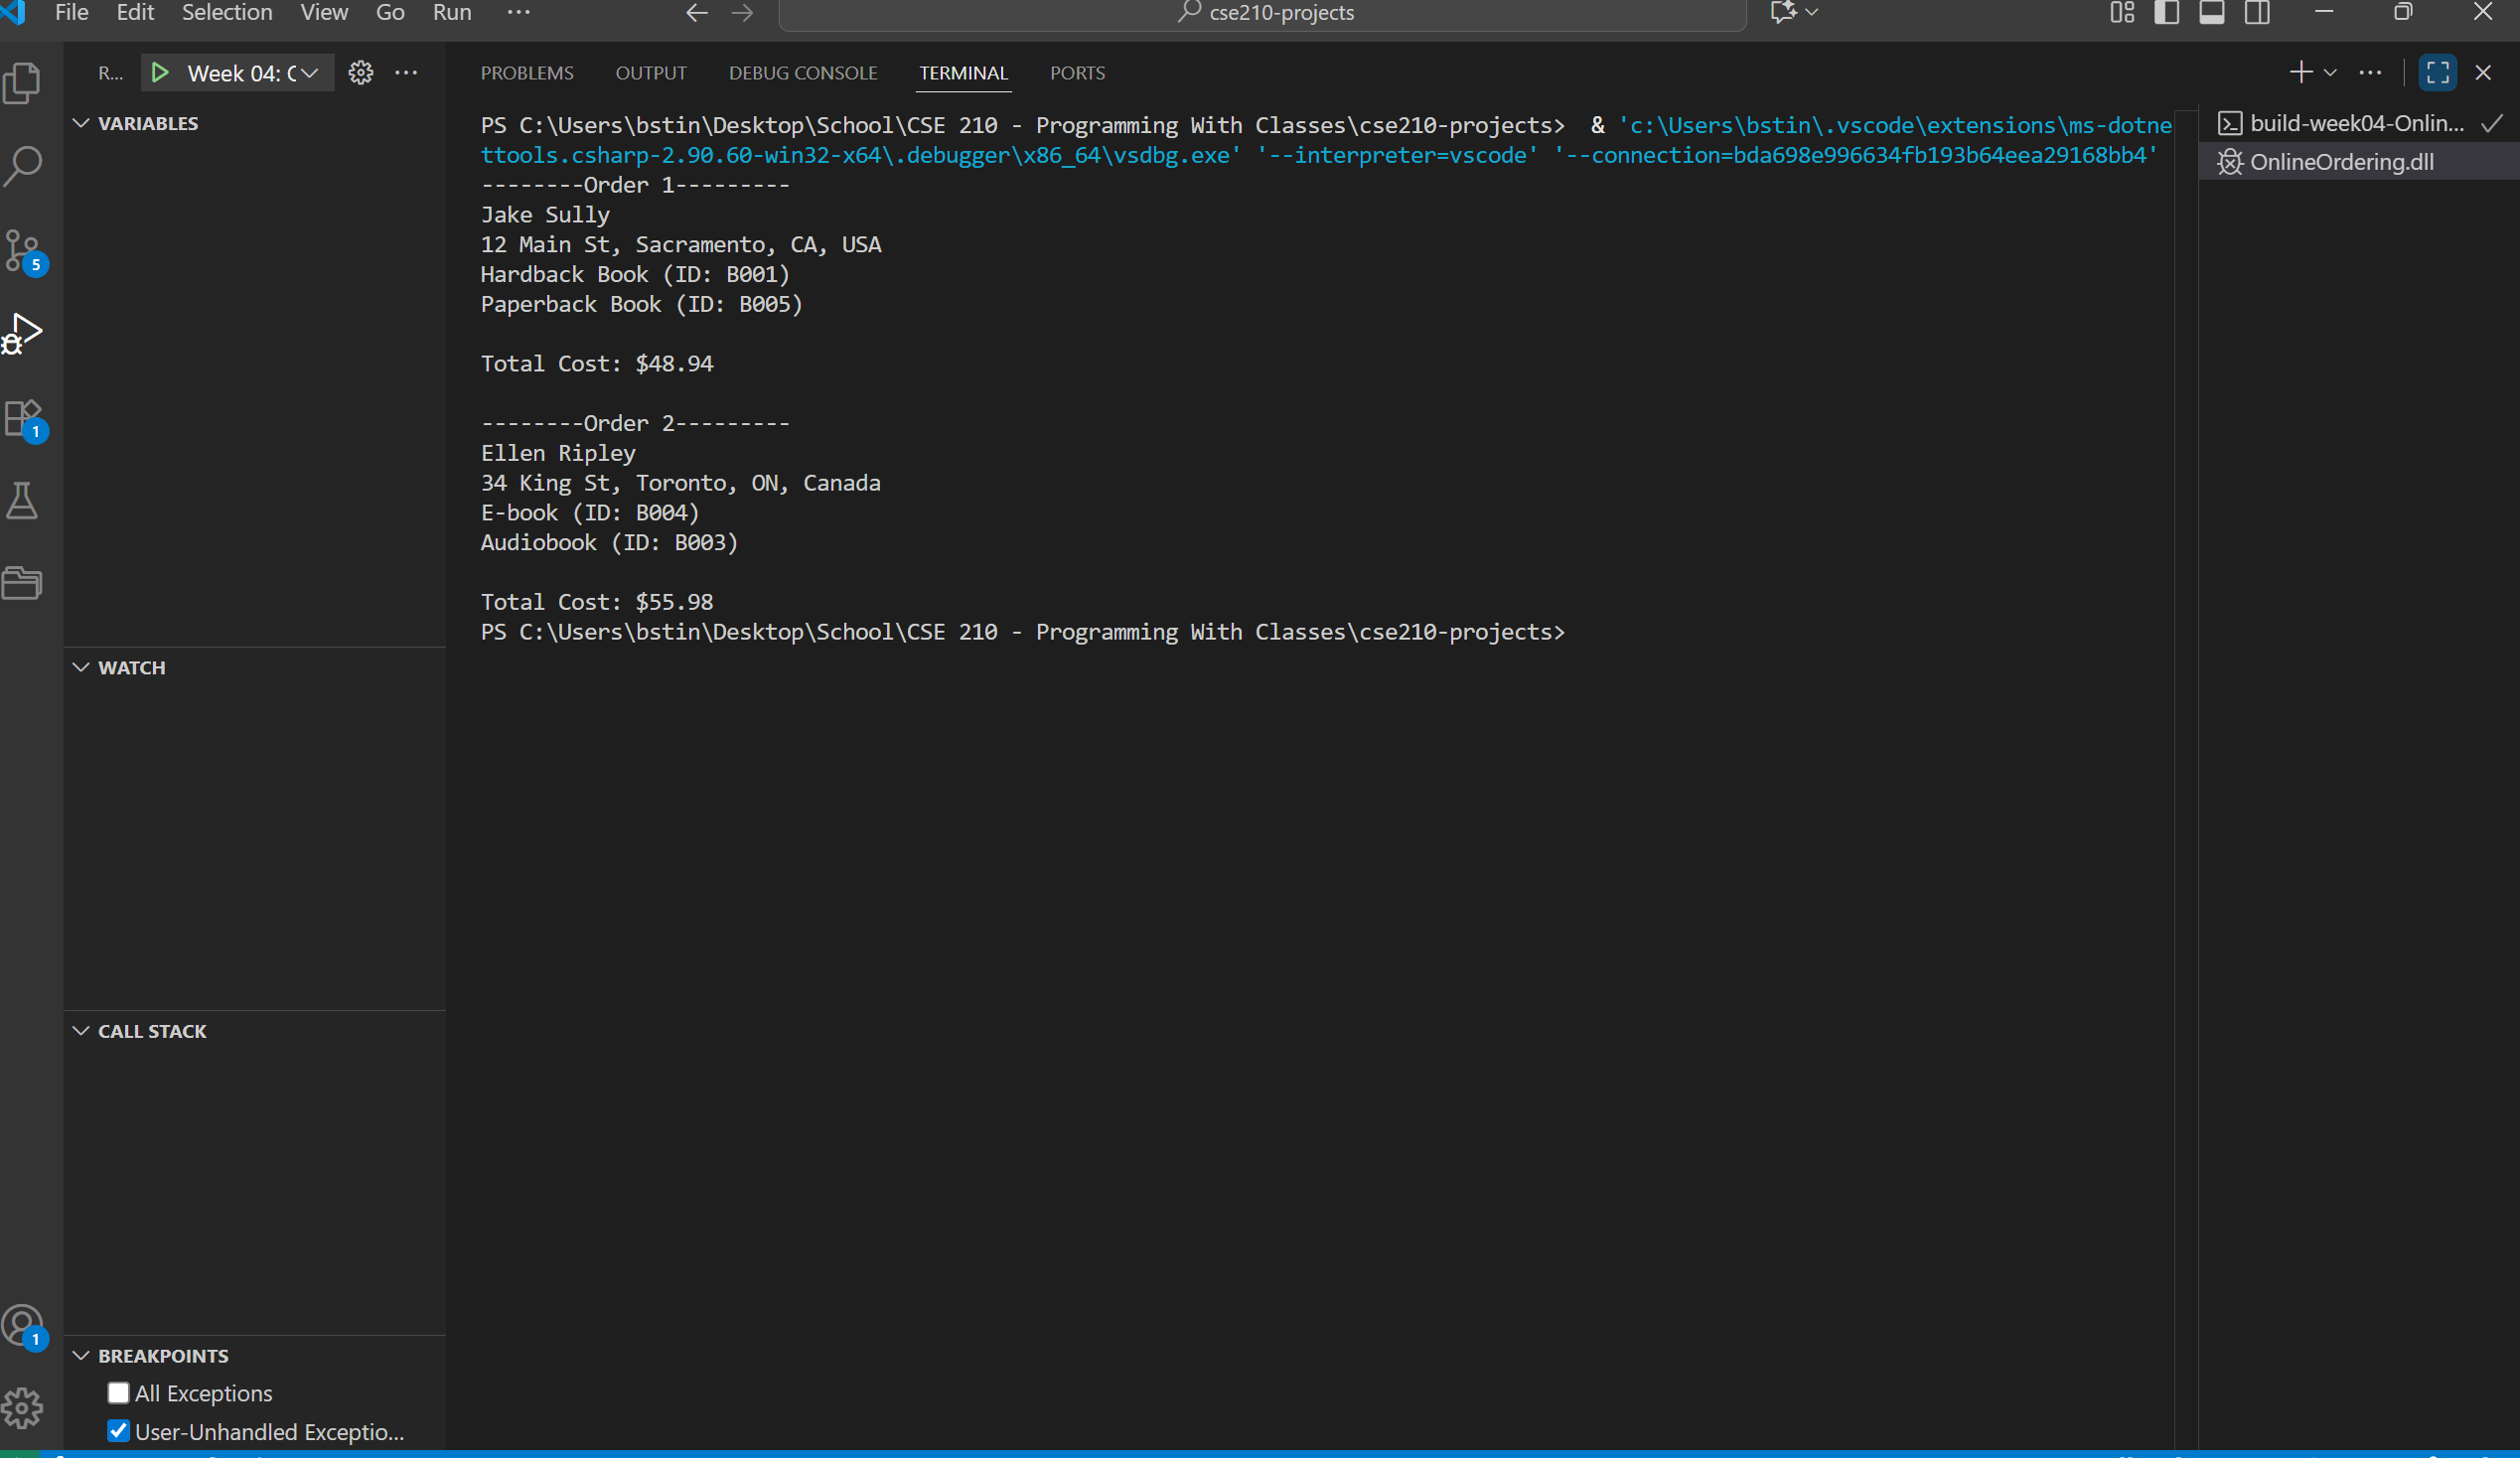 File Edit Selection View Go Run ... cse210-projects
R... Week 04: C ...
PROBLEMS OUTPUT DEBUG CONSOLE TERMINAL PORTS
VARIABLES
WATCH
CALL STACK
BREAKPOINTS
All Exceptions
User-Unhandled Exceptio...
5
1
1
PS C:\Users\bstin\Desktop\School\CSE 210 - Programming With Classes\cse210-projects>  & 'c:\Users\bstin\.vscode\extensions\ms-dotne
ttools.csharp-2.90.60-win32-x64\.debugger\x86_64\vsdbg.exe' '--interpreter=vscode' '--connection=bda698e996634fb193b64eea29168bb4'
--------Order 1---------
Jake Sully
12 Main St, Sacramento, CA, USA
Hardback Book (ID: B001)
Paperback Book (ID: B005)
Total Cost: $48.94
--------Order 2---------
Ellen Ripley
34 King St, Toronto, ON, Canada
E-book (ID: B004)
Audiobook (ID: B003)
Total Cost: $55.98
PS C:\Users\bstin\Desktop\School\CSE 210 - Programming With Classes\cse210-projects>
build-week04-Onlin...
OnlineOrdering.dll